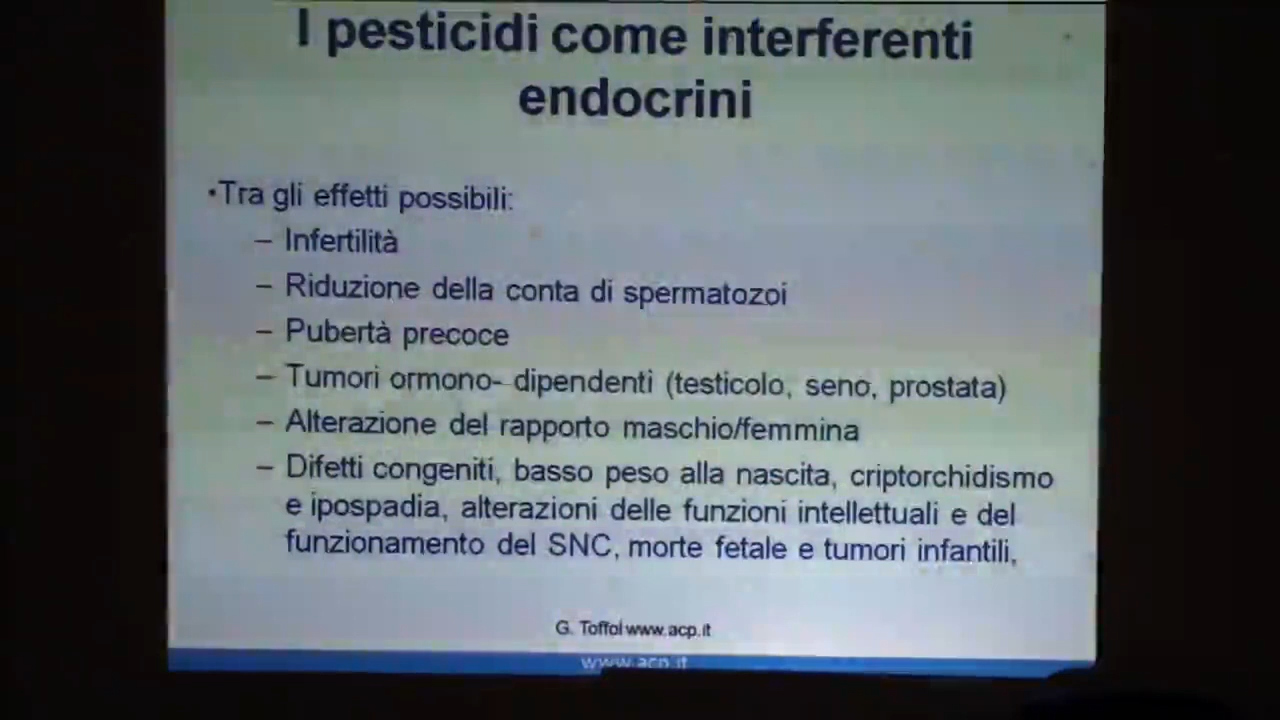 I pesticidi come interferenti
endocrini
•Tra gli effetti possibili:
– Infertilità
– Riduzione della conta di spermatozoi
– Pubertà precoce
– Tumori ormono- dipendenti (testicolo, seno, prostata)
– Alterazione del rapporto maschio/femmina
– Difetti congeniti, basso peso alla nascita, criptorchidismo
e ipospadia, alterazioni delle funzioni intellettuali e del
funzionamento del SNC, morte fetale e tumori infantili,
G. Toffol www.acp.it
www.acp.it